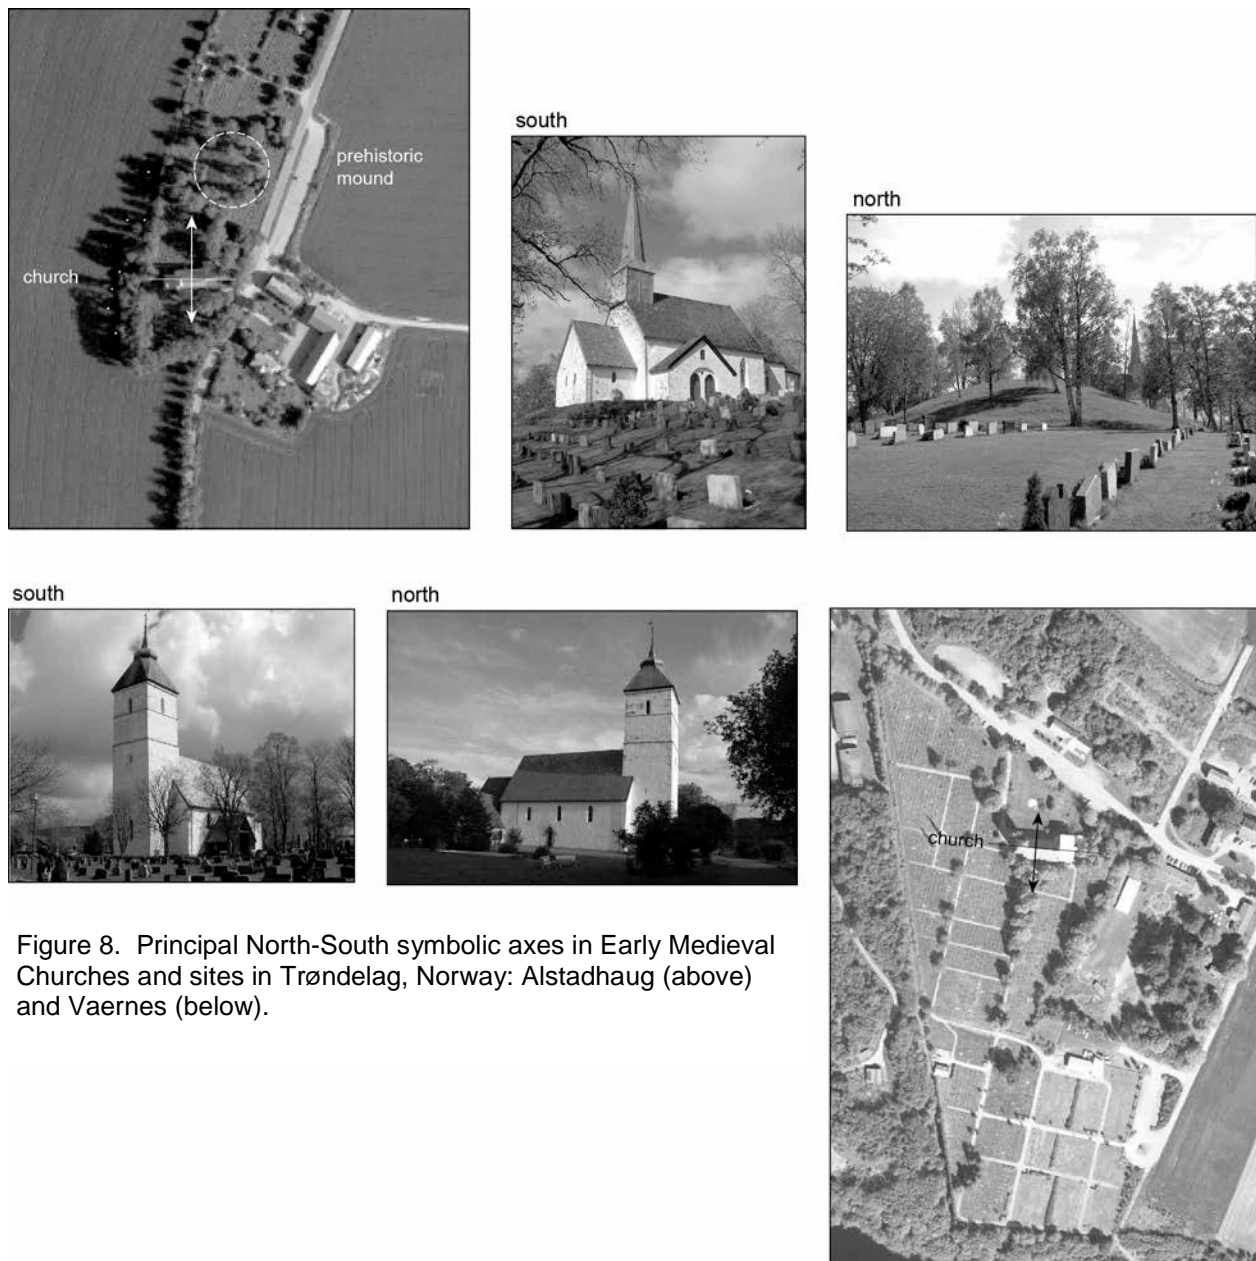 south
prehistoric
mound
north
church
south
north
church
Figure 8.  Principal North-South symbolic axes in Early Medieval
Churches and sites in Trøndelag, Norway: Alstadhaug (above)
and Vaernes (below).